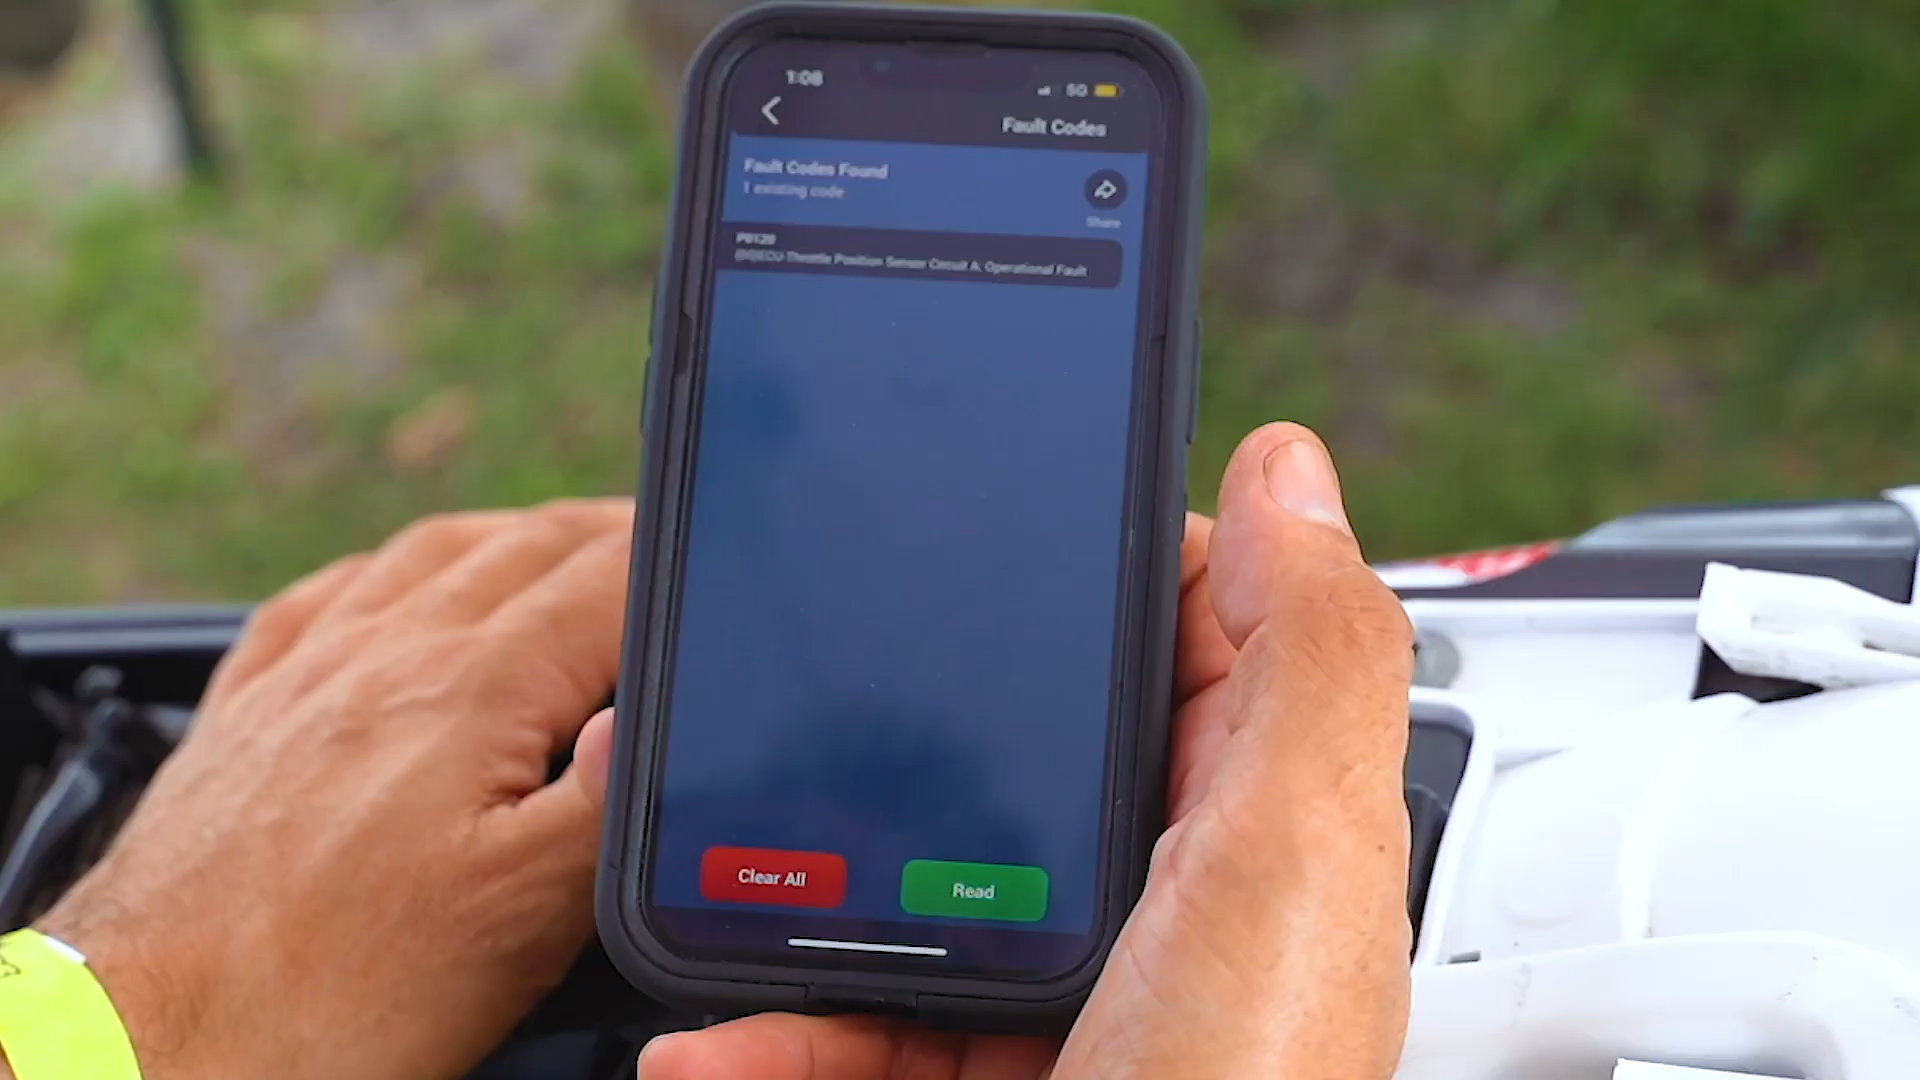 1:08
5G
Fault Codes
Fault Codes Found
1 existing code
Share
P0120
ECU-Throttle Position Sensor Circuit A: Operational Fault
Clear All
Read